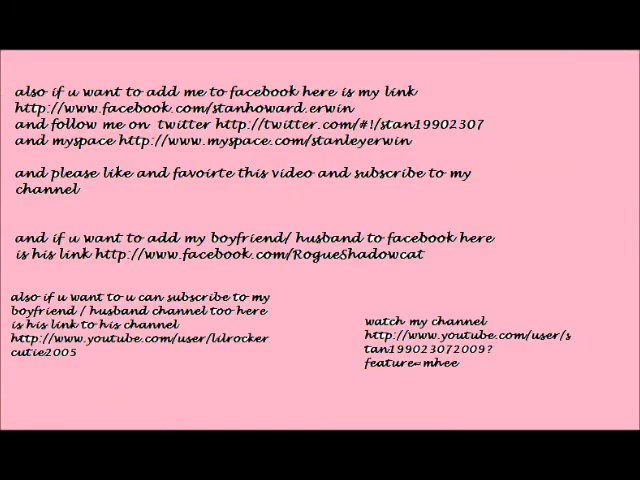 also if u want to add me to facebook here is my link
http://www.facebook.com/stanhoward.erwin
and follow me on twitter http://twitter.com/#!/stan19902307
and myspace http://www.myspace.com/stanleyerwin
and please like and favoirte this video and subscribe to my
channel
and if u want to add my boyfriend/ husband to facebook here
is his link http://www.facebook.com/RogueShadowcat
also if u want to u can subscribe to my
boyfriend / husband channel too here
is his link to his channel
http://www.youtube.com/user/lilrocker
cutie2005
watch my channel
http://www.youtube.com/user/s
tan199023072009?
feature=mhee